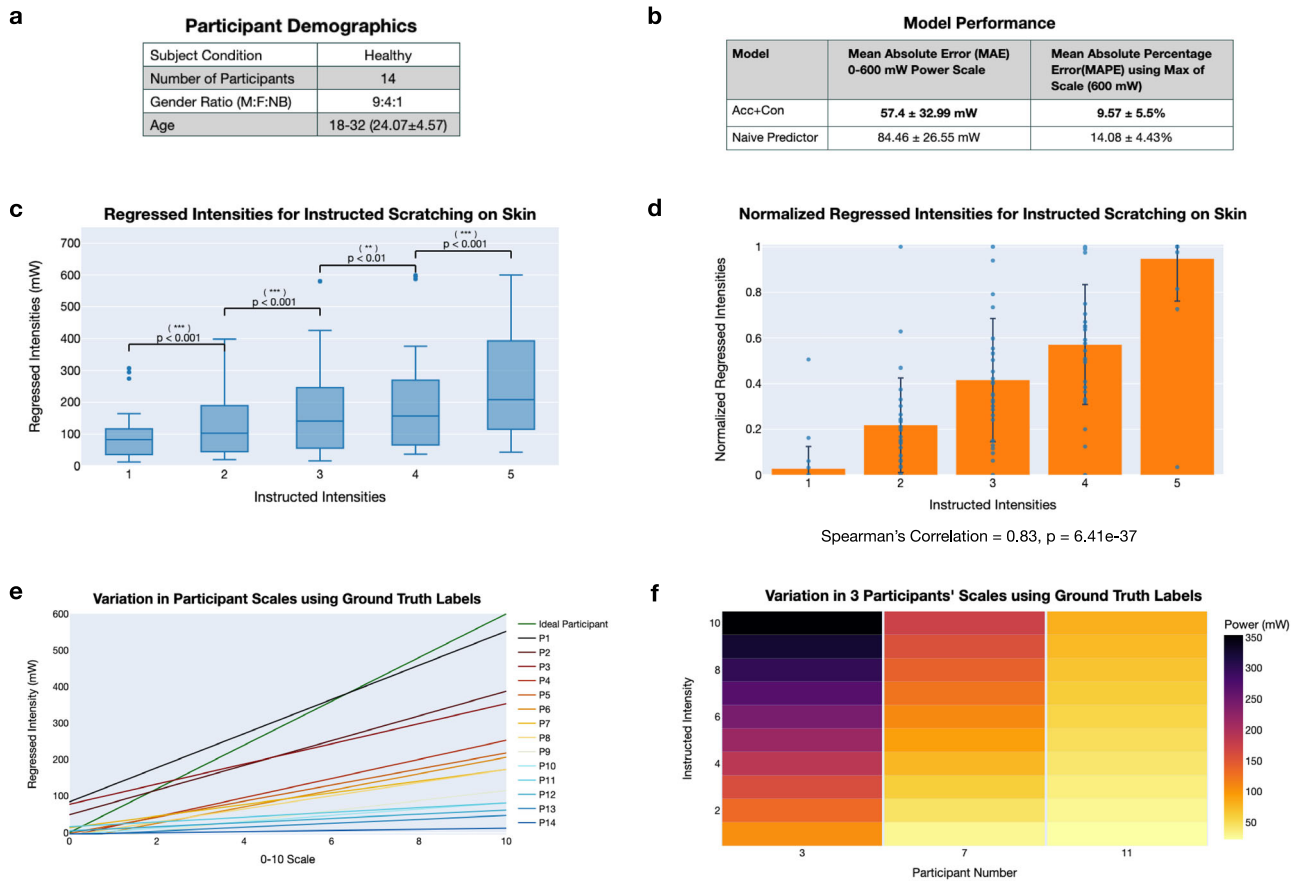 a
Participant Demographics
Subject Condition Healthy
Number of Participants 14
Gender Ratio (M:F:NB) 9:4:1
Age 18-32 (24.07±4.57)
b
Model Performance
Model Mean Absolute Error (MAE) 0-600 mW Power Scale Mean Absolute Percentage Error(MAPE) using Max of Scale (600 mW)
Acc+Con 57.4 ± 32.99 mW 9.57 ± 5.5%
Naive Predictor 84.46 ± 26.55 mW 14.08 ± 4.43%
c
Regressed Intensities for Instructed Scratching on Skin
Regressed Intensities (mW)
700
600
500
400
300
200
100
0
( *** )
p < 0.001
( *** )
p < 0.001
( ** )
p < 0.01
( *** )
p < 0.001
1 2 3 4 5
Instructed Intensities
d
Normalized Regressed Intensities for Instructed Scratching on Skin
Normalized Regressed Intensities
1
0.8
0.6
0.4
0.2
0
1 2 3 4 5
Instructed Intensities
Spearman's Correlation = 0.83, p = 6.41e-37
e
Variation in Participant Scales using Ground Truth Labels
Regressed Intensity (mW)
600
500
400
300
200
100
0
0 2 4 6 8 10
0-10 Scale
Ideal Participant
P1
P2
P3
P4
P5
P6
P7
P8
P9
P10
P11
P12
P13
P14
f
Variation in 3 Participants' Scales using Ground Truth Labels
Instructed Intensity
10
8
6
4
2
3 7 11
Participant Number
Power (mW)
350
300
250
200
150
100
50